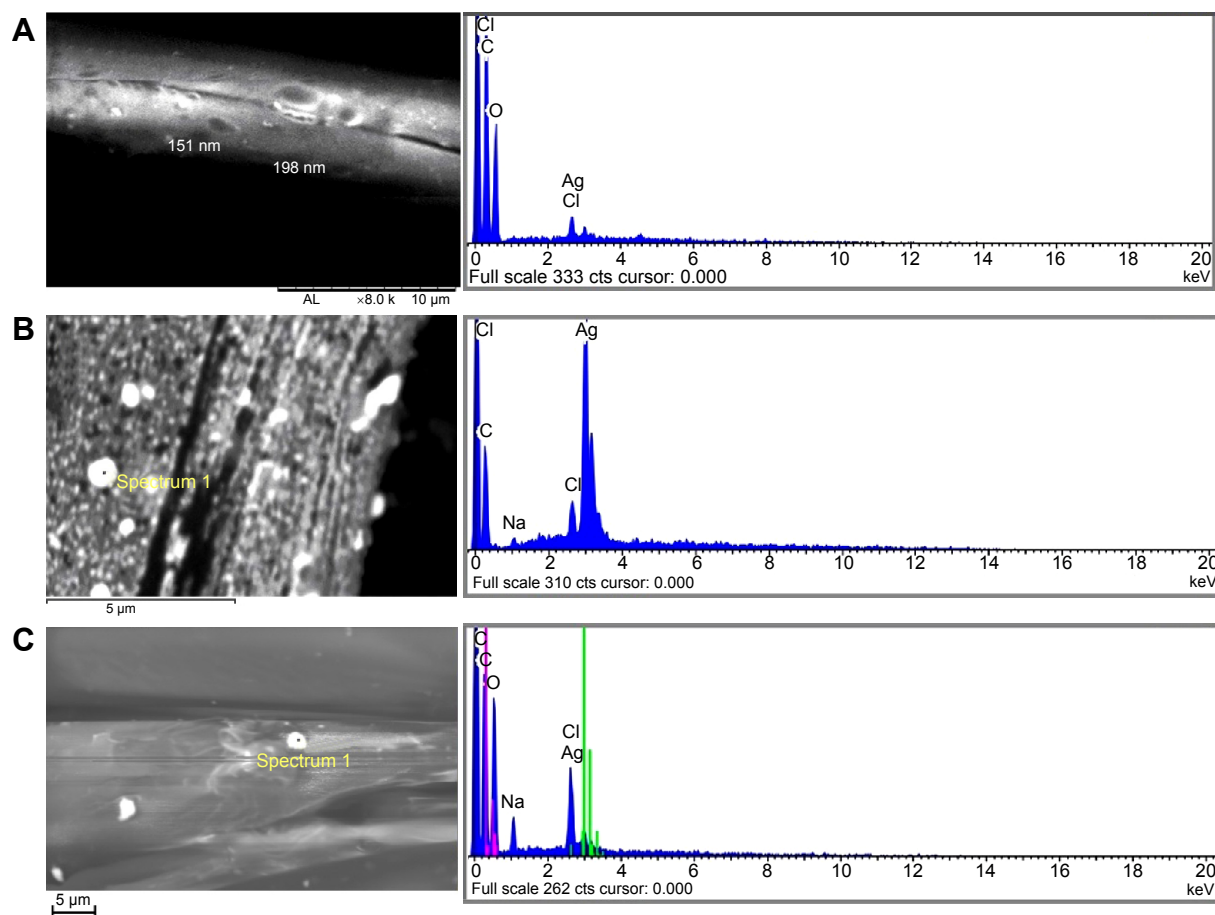 A
151 nm
198 nm
AL ×8.0 k 10 µm
Cl
C
O
Ag
Cl
0 2 4 6 8 10 12 14 16 18 20
Full scale 333 cts cursor: 0.000 keV
B
Spectrum 1
5 µm
Cl
Ag
C
Cl
Na
0 2 4 6 8 10 12 14 16 18 20
Full scale 310 cts cursor: 0.000 keV
C
Spectrum 1
5 µm
C
O
Cl
Ag
Na
0 2 4 6 8 10 12 14 16 18 20
Full scale 262 cts cursor: 0.000 keV